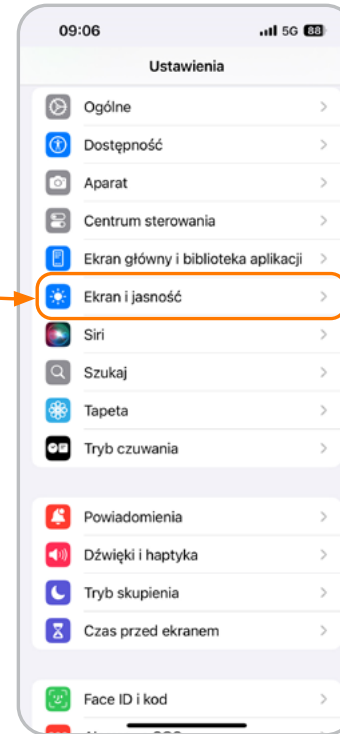 09:06
5G 88
Ustawienia
Ogólne
Dostępność
Aparat
Centrum sterowania
Ekran główny i biblioteka aplikacji
Ekran i jasność
Siri
Szukaj
Tapeta
Tryb czuwania
Powiadomienia
Dźwięki i haptyka
Tryb skupienia
Czas przed ekranem
Face ID i kod